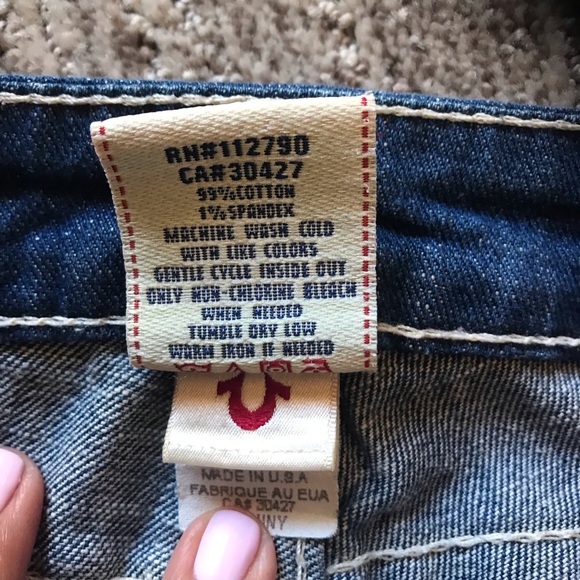 RN#112790
CA#30427
99%COTTON
1%SPANDEX
MACHINE WASH COLD
WITH LIKE COLORS
GENTLE CYCLE INSIDE OUT
ONLY NON-CHLORINE BLEACH
WHEN NEEDED
TUMBLE DRY LOW
WARM IRON IF NEEDED
MADE IN U.S.A
FABRIQUE AU EUA
CA# 30427